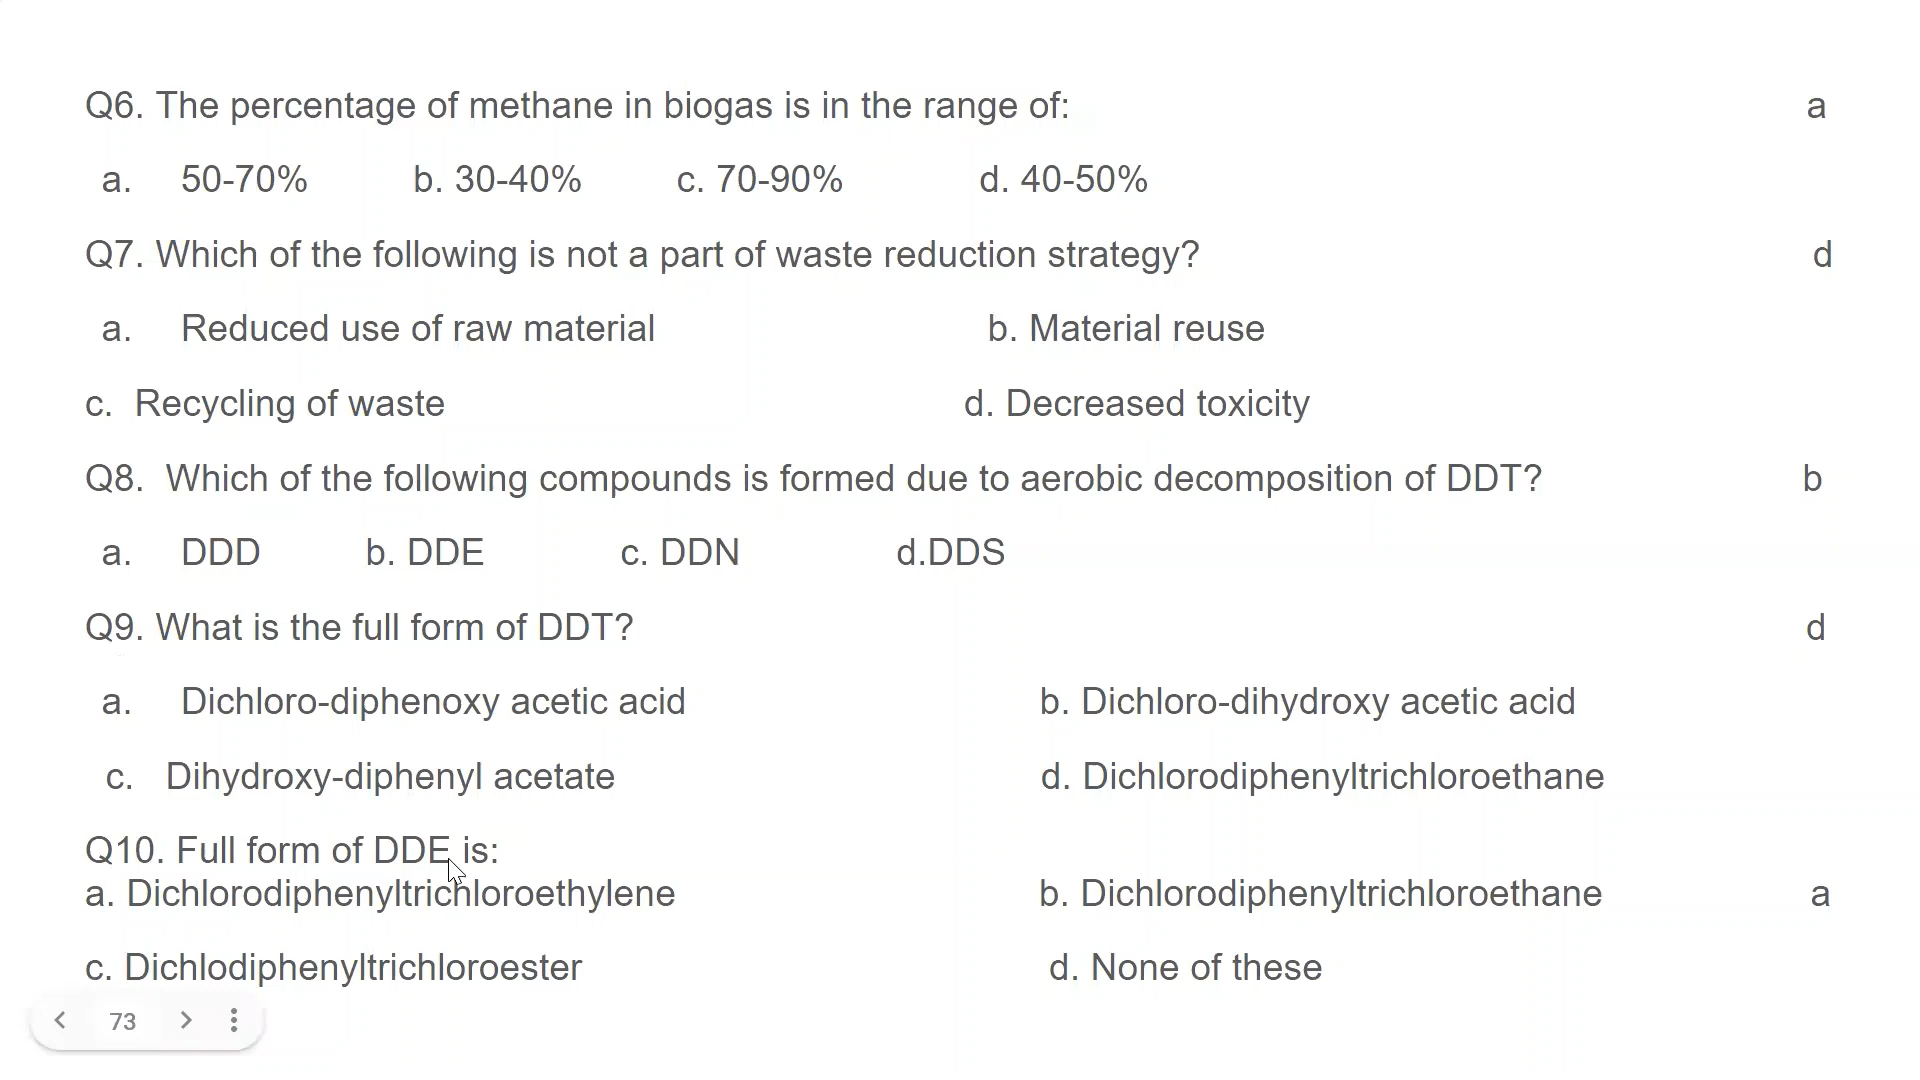 Q6. The percentage of methane in biogas is in the range of: a
a. 50-70% b. 30-40% c. 70-90% d. 40-50%
Q7. Which of the following is not a part of waste reduction strategy? d
a. Reduced use of raw material b. Material reuse
c. Recycling of waste d. Decreased toxicity
Q8. Which of the following compounds is formed due to aerobic decomposition of DDT? b
a. DDD b. DDE c. DDN d.DDS
Q9. What is the full form of DDT? d
a. Dichloro-diphenoxy acetic acid b. Dichloro-dihydroxy acetic acid
c. Dihydroxy-diphenyl acetate d. Dichlorodiphenyltrichloroethane
Q10. Full form of DDE is:
a. Dichlorodiphenyltrichloroethylene b. Dichlorodiphenyltrichloroethane a
c. Dichlodiphenyltrichloroester d. None of these
73